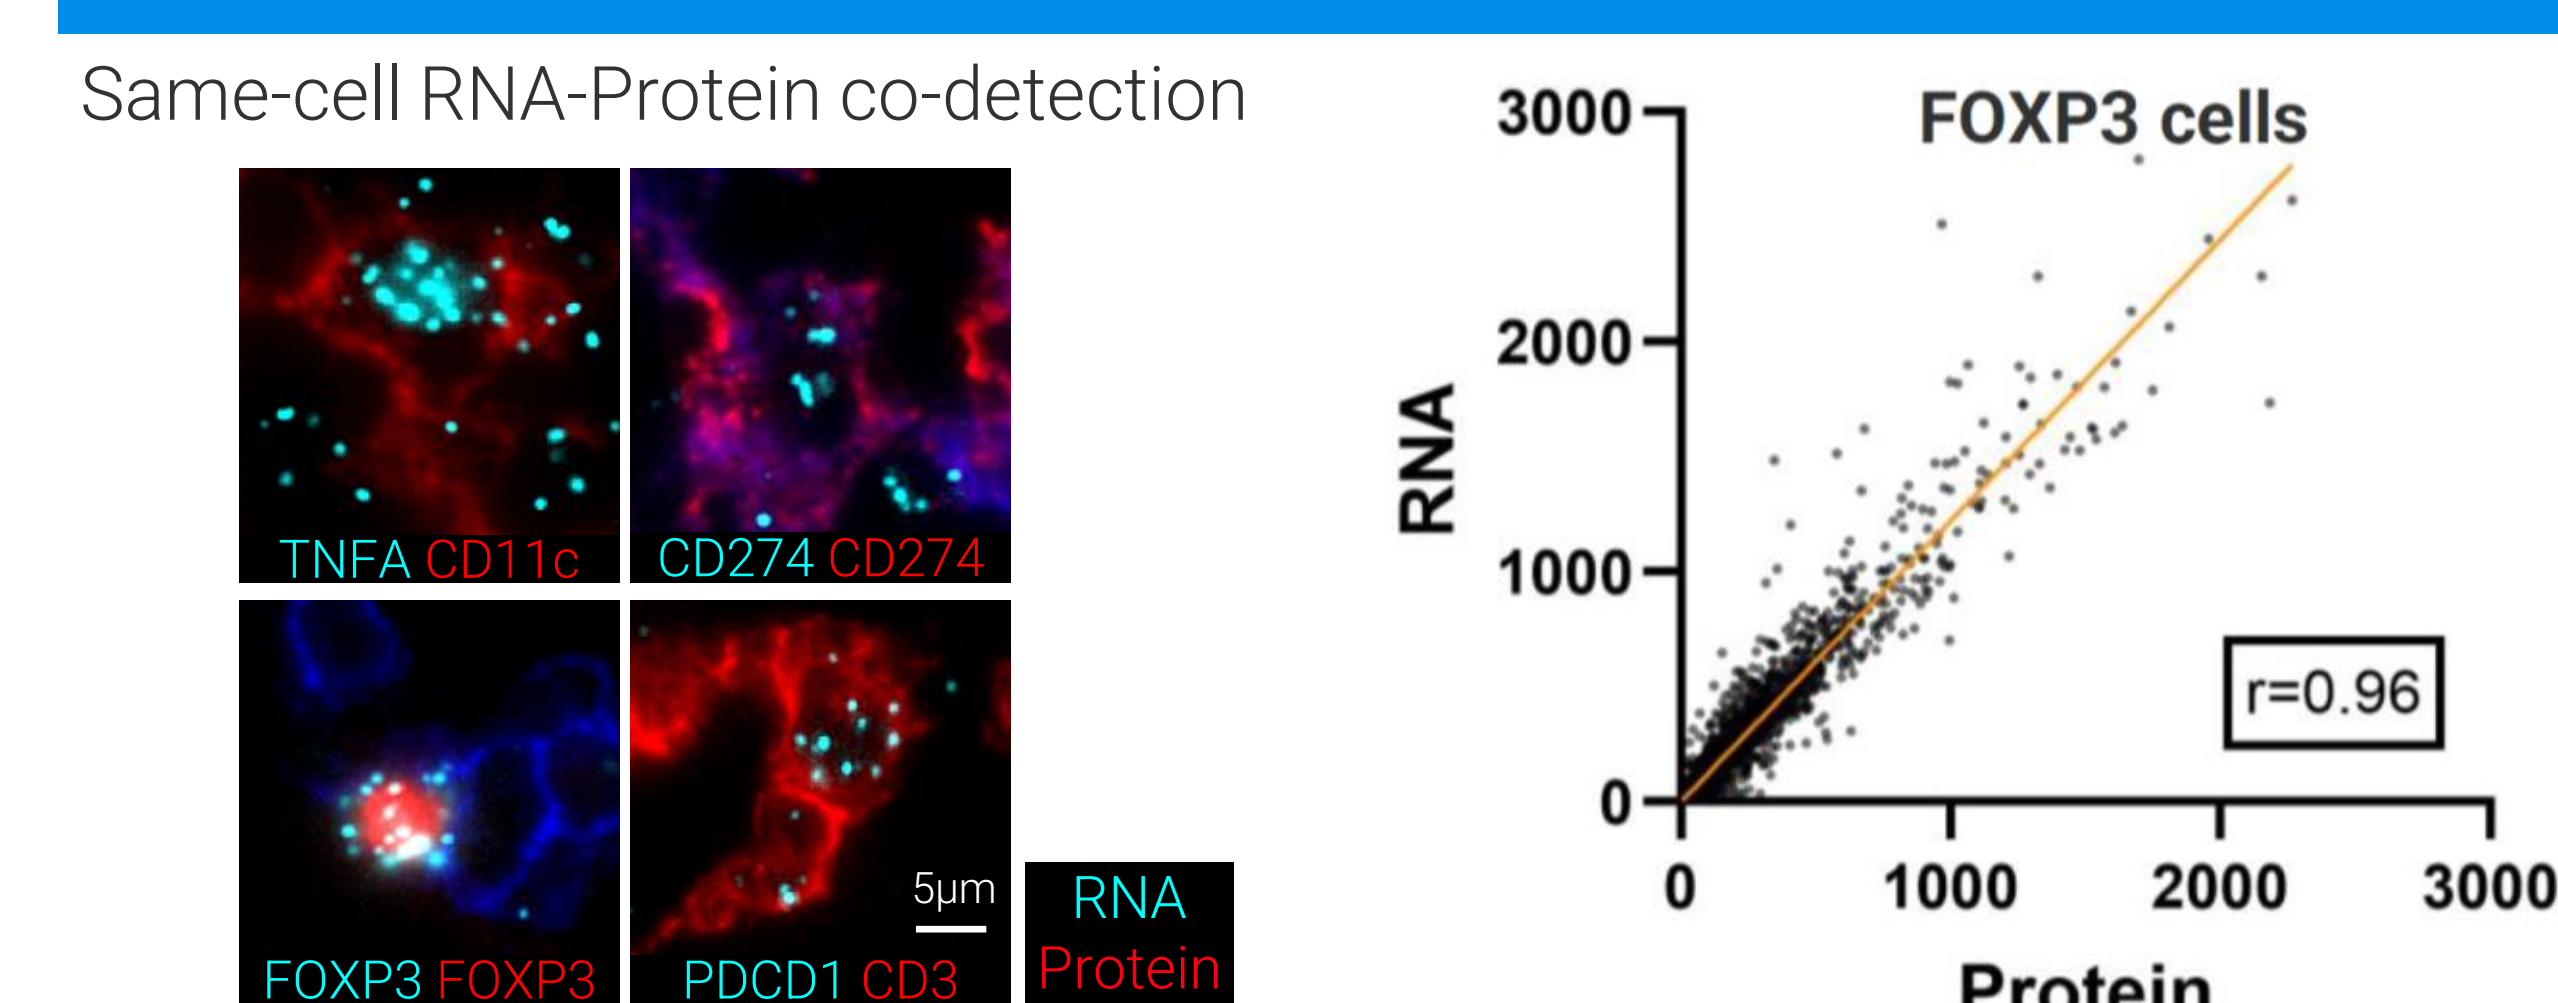 Same-cell RNA-Protein co-detection
TNFA CD11c
CD274 CD274
FOXP3 FOXP3
PDCD1 CD3
5µm
RNA
Protein
FOXP3 cells
3000
2000
1000
0
RNA
r=0.96
0 1000 2000 3000
Protein